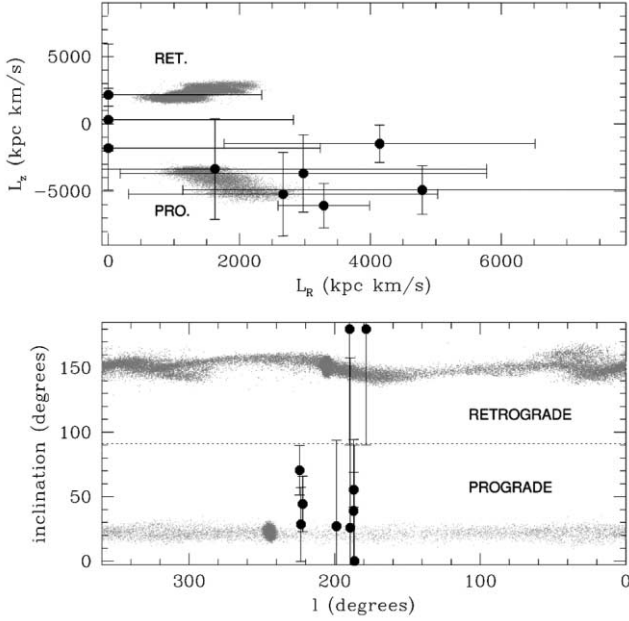 5000
RET.
0
L_z (kpc km/s)
−5000
PRO.
0
2000
4000
6000
L_R (kpc km/s)
150
RETROGRADE
100
inclination (degrees)
PROGRADE
50
0
300
200
100
0
l (degrees)